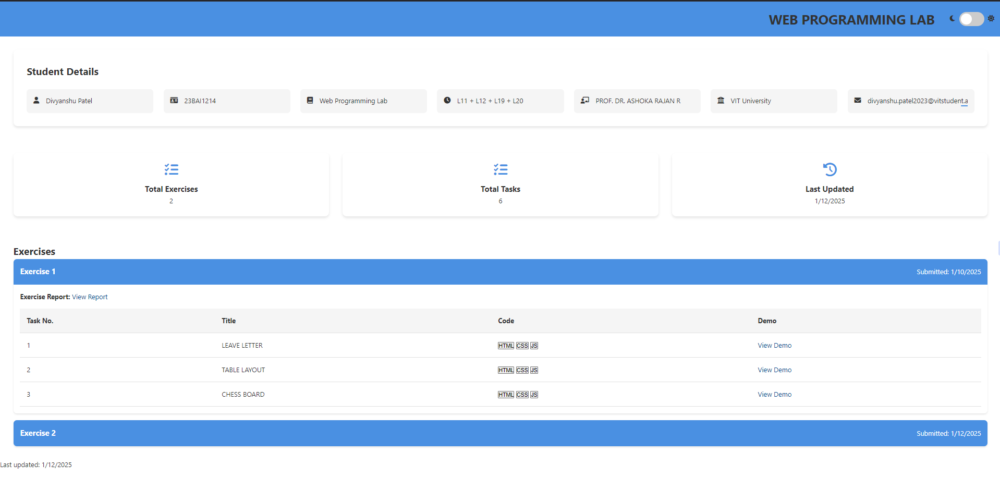 WEB PROGRAMMING LAB
Student Details
Divyanshu Patel
23BAI1214
Web Programming Lab
L11 + L12 + L19 + L20
PROF. DR. ASHOKA RAJAN R
VIT University
divyanshu.patel2023@vitstudent.a
Total Exercises
2
Total Tasks
6
Last Updated
1/12/2025
Exercises
Exercise 1 Submitted: 1/10/2025
Exercise Report: View Report
Task No. Title Code Demo
1 LEAVE LETTER HTML CSS JS View Demo
2 TABLE LAYOUT HTML CSS JS View Demo
3 CHESS BOARD HTML CSS JS View Demo
Exercise 2 Submitted: 1/12/2025
Last updated: 1/12/2025